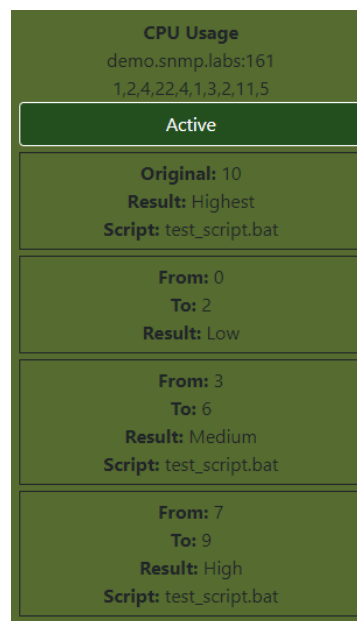 CPU Usage
demo.snmp.labs:161
1,2,4,22,4,1,3,2,11,5
Active
Original: 10
Result: Highest
Script: test_script.bat
From: 0
To: 2
Result: Low
From: 3
To: 6
Result: Medium
Script: test_script.bat
From: 7
To: 9
Result: High
Script: test_script.bat